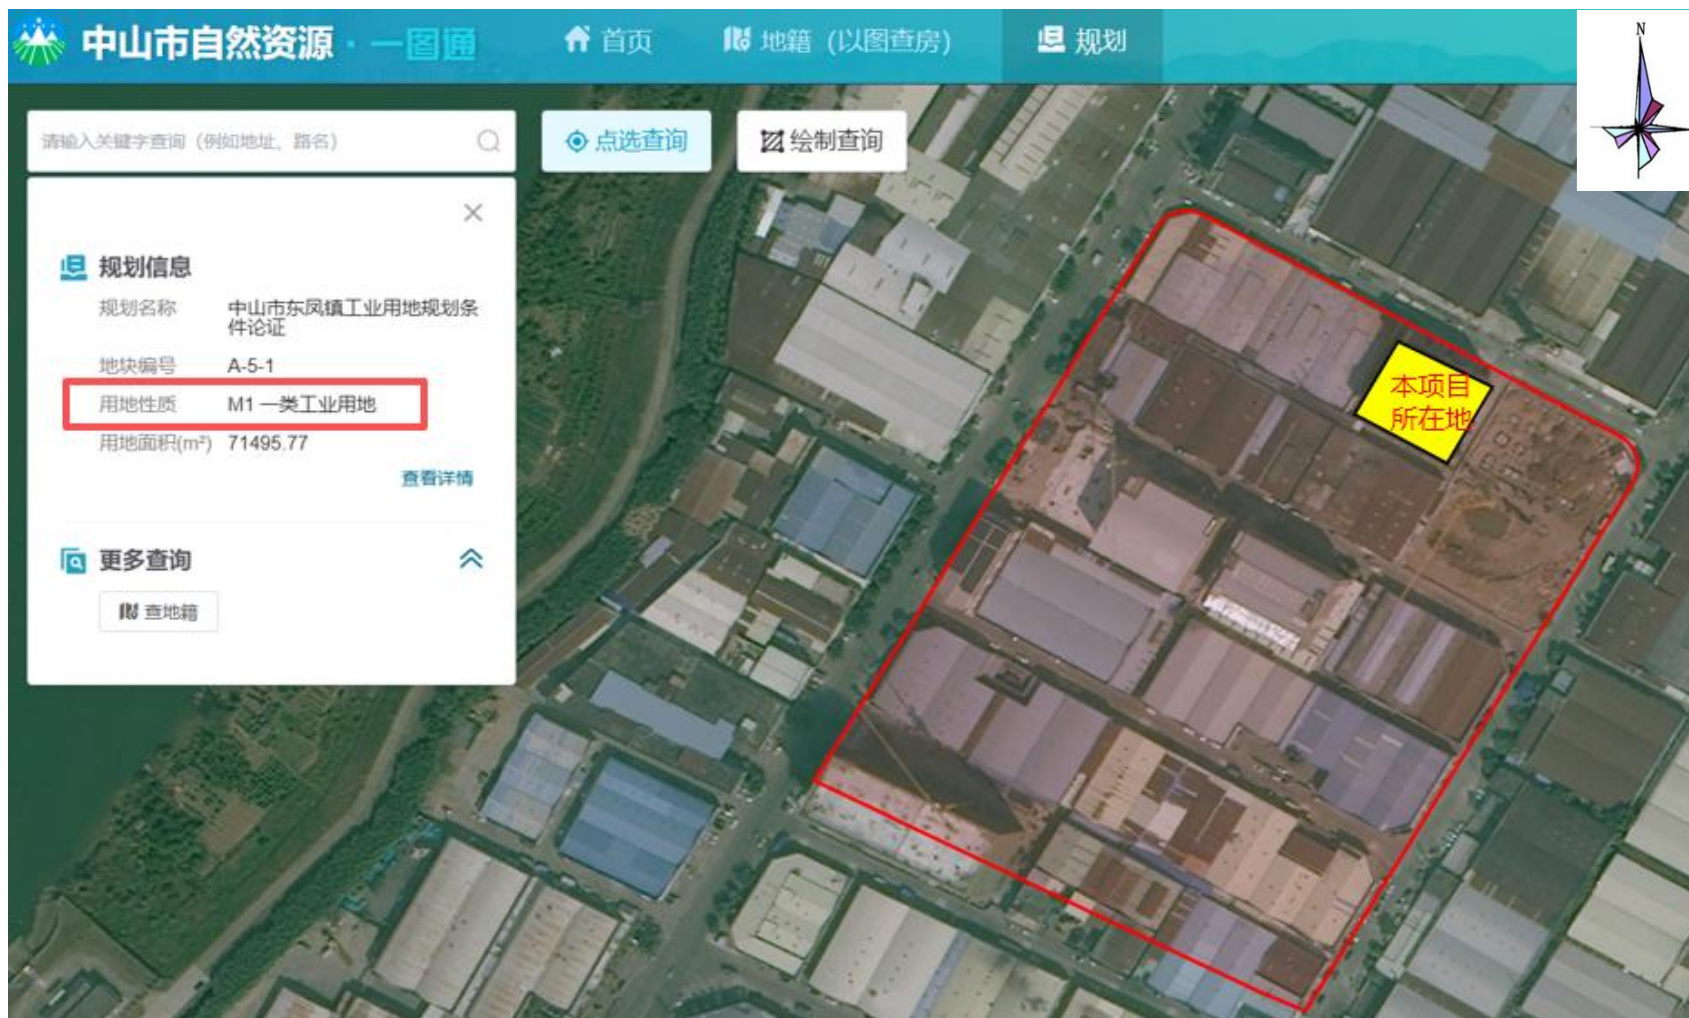 中山市自然资源·一图通
首页
地籍（以图查房）
规划
N
请输入关键字查询（例如地址、路名）
点选查询
绘制查询
规划信息
规划名称 中山市东凤镇工业用地规划条
件论证
地块编号 A-5-1
用地性质 M1 一类工业用地
用地面积(m²) 71495.77
查看详情
更多查询
查地籍
本项目
所在地